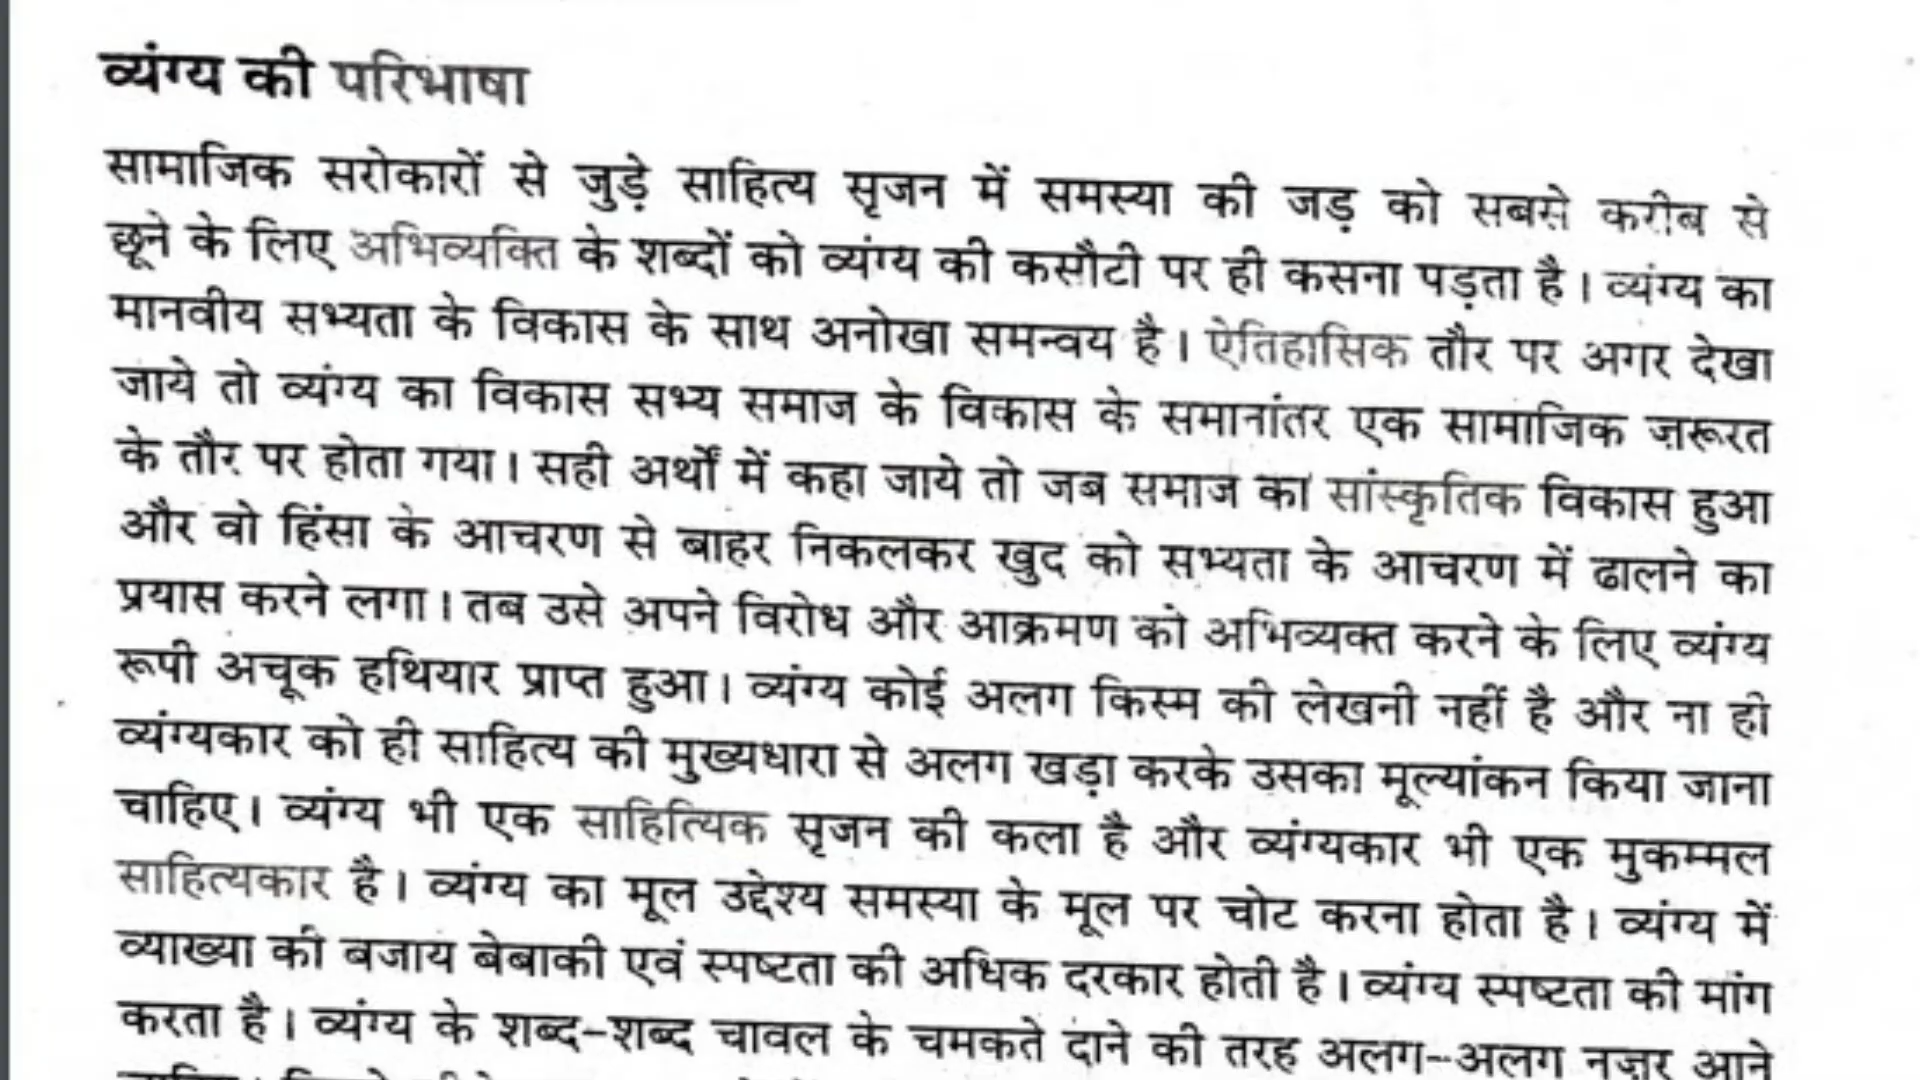 व्यंग्य की परिभाषा
सामाजिक सरोकारों से जुड़े साहित्य सृजन में समस्या की जड़ को सबसे करीब से
छूने के लिए अभिव्यक्ति के शब्दों को व्यंग्य की कसौटी पर ही कसना पड़ता है। व्यंग्य का
मानवीय सभ्यता के विकास के साथ अनोखा समन्वय है। ऐतिहासिक तौर पर अगर देखा
जाये तो व्यंग्य का विकास सभ्य समाज के विकास के समानांतर एक सामाजिक ज़रूरत
के तौर पर होता गया। सही अर्थों में कहा जाये तो जब समाज का सांस्कृतिक विकास हुआ
और वो हिंसा के आचरण से बाहर निकलकर खुद को सभ्यता के आचरण में ढालने का
प्रयास करने लगा। तब उसे अपने विरोध और आक्रमण को अभिव्यक्त करने के लिए व्यंग्य
रूपी अचूक हथियार प्राप्त हुआ। व्यंग्य कोई अलग किस्म की लेखनी नहीं है और ना ही
व्यंग्यकार को ही साहित्य की मुख्यधारा से अलग खड़ा करके उसका मूल्यांकन किया जाना
चाहिए। व्यंग्य भी एक साहित्यिक सृजन की कला है और व्यंग्यकार भी एक मुकम्मल
साहित्यकार है। व्यंग्य का मूल उद्देश्य समस्या के मूल पर चोट करना होता है। व्यंग्य में
व्याख्या की बजाय बेबाकी एवं स्पष्टता की अधिक दरकार होती है। व्यंग्य स्पष्टता की मांग
करता है। व्यंग्य के शब्द-शब्द चावल के चमकते दाने की तरह अलग-अलग नज़र आने